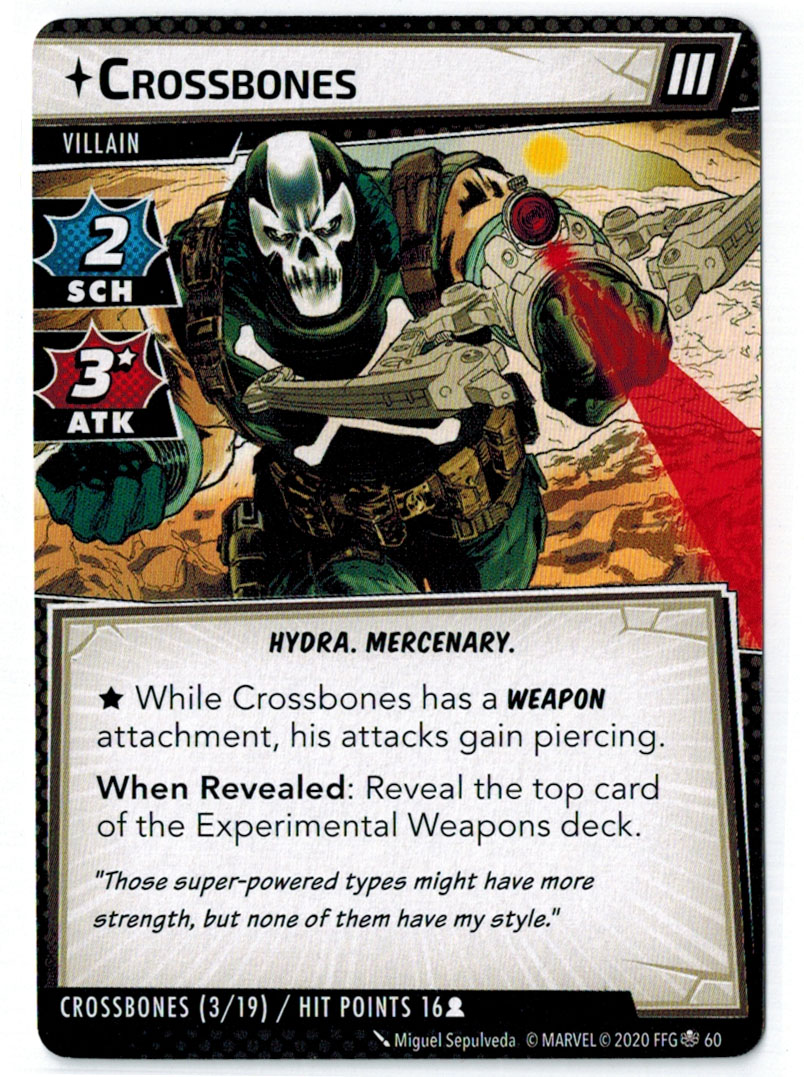 CROSSBONES
III
VILLAIN
2
SCH
3
ATK
HYDRA. MERCENARY.
★ While Crossbones has a WEAPON
attachment, his attacks gain piercing.
When Revealed: Reveal the top card
of the Experimental Weapons deck.
"Those super-powered types might have more
strength, but none of them have my style."
CROSSBONES (3/19) / HIT POINTS 16
Miguel Sepulveda © MARVEL © 2020 FFG 60